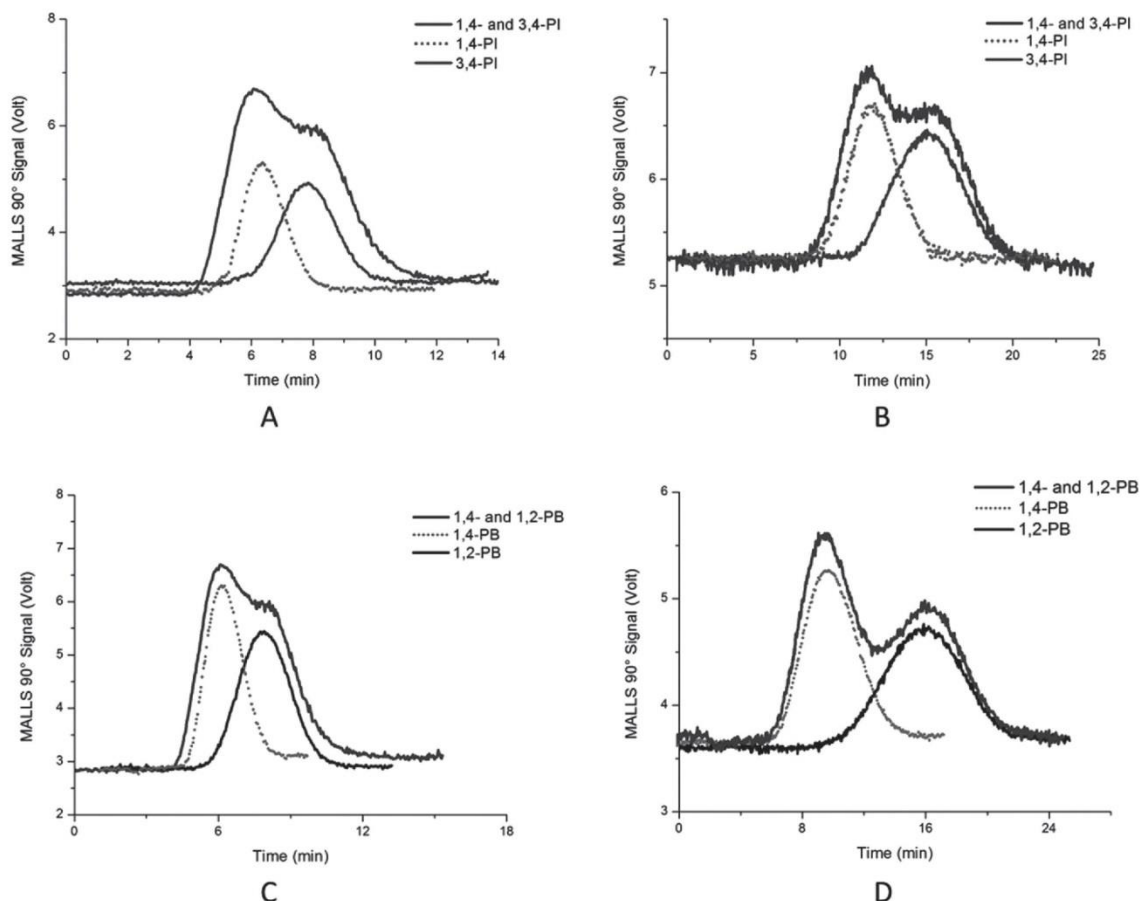 8
6
4
2
MALLS 90° Signal (Volt)
1,4- and 3,4-PI
1,4-PI
3,4-PI
0 2 4 6 8 10 12 14
Time (min)
A
7
6
5
MALLS 90° Signal (Volt)
1,4- and 3,4-PI
1,4-PI
3,4-PI
0 5 10 15 20 25
Time (min)
B
8
7
6
5
4
3
2
MALLS 90° Signal (Volt)
1,4- and 1,2-PB
1,4-PB
1,2-PB
0 6 12 18
Time (min)
C
6
5
4
3
MALLS 90° Signal (Volt)
1,4- and 1,2-PB
1,4-PB
1,2-PB
0 8 16 24
Time (min)
D